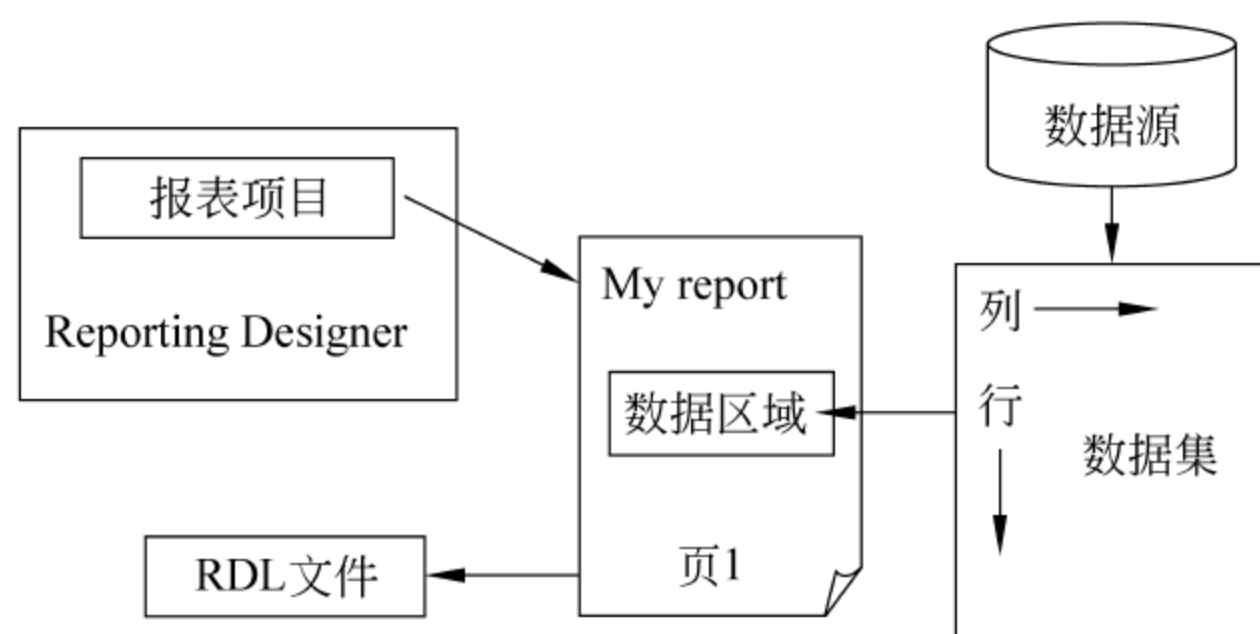 数据源
报表项目
Reporting Designer
My report
数据区域
页1
列
行
数据集
RDL文件